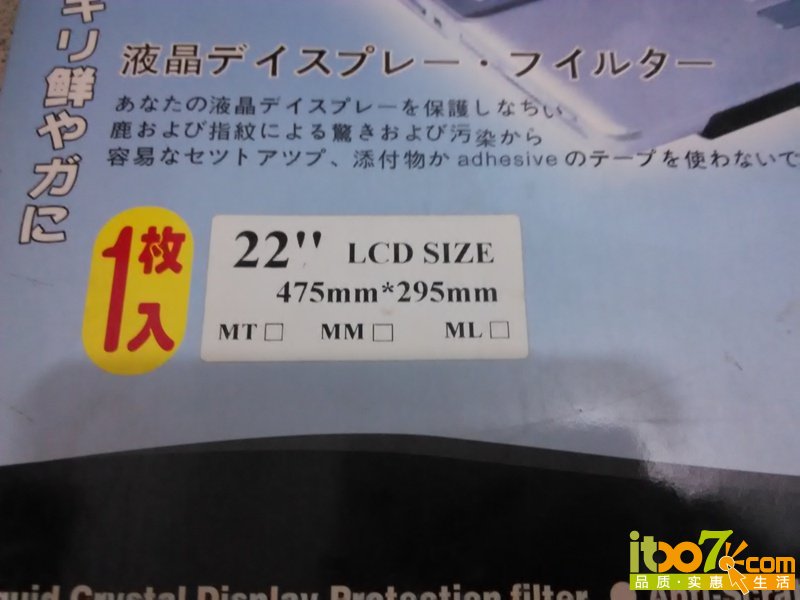 キリ鮮やガに
液晶デイスプレー・フイルター
あなたの液晶デイスプレーを保護しなちい
鹿および指紋による驚きおよび汚染から
容易なセツトアツプ、添付物か adhesive のテープを使わないで
1枚入
22" LCD SIZE
475mm*295mm
MT □ MM □ ML □
Crystal Display Protection filter
itoo7.com
品质·实惠 生活